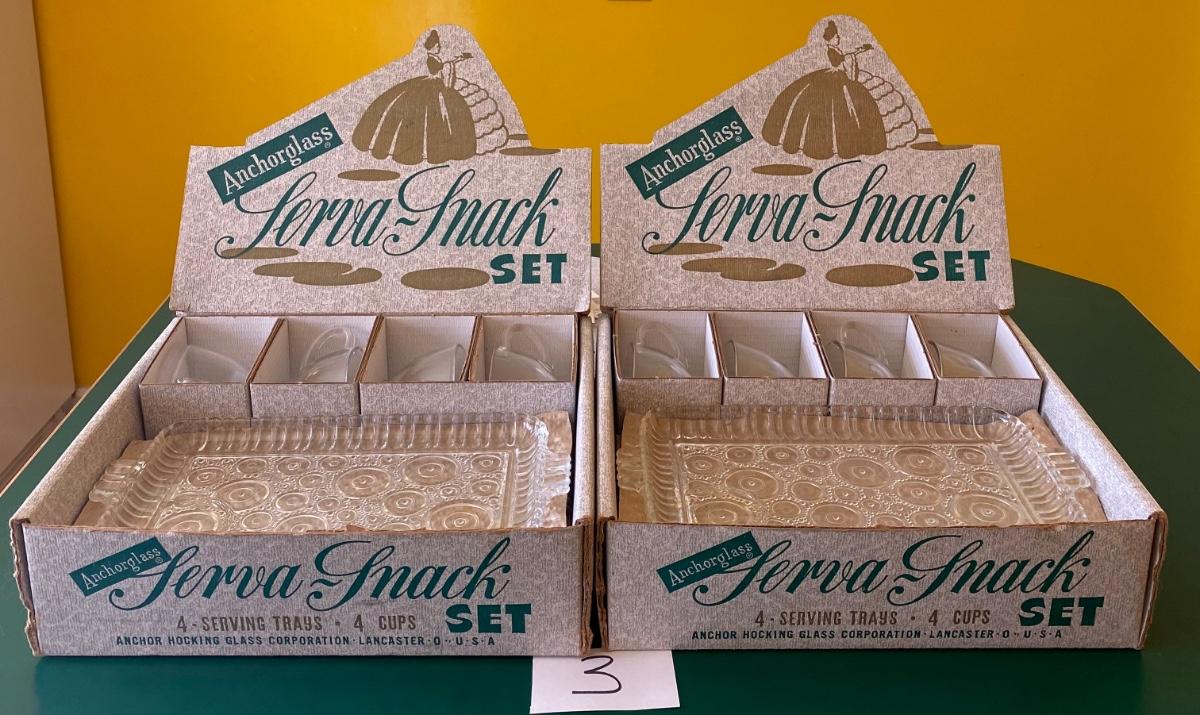 Anchorglass®
Serva-Snack
SET
Anchorglass®
Serva-Snack
SET
Anchorglass®
Serva-Snack
SET
4-SERVING TRAYS · 4 CUPS
ANCHOR HOCKING GLASS CORPORATION · LANCASTER · O · U · S · A
Anchorglass®
Serva-Snack
SET
4-SERVING TRAYS · 4 CUPS
ANCHOR HOCKING GLASS CORPORATION · LANCASTER · O · U · S · A
3